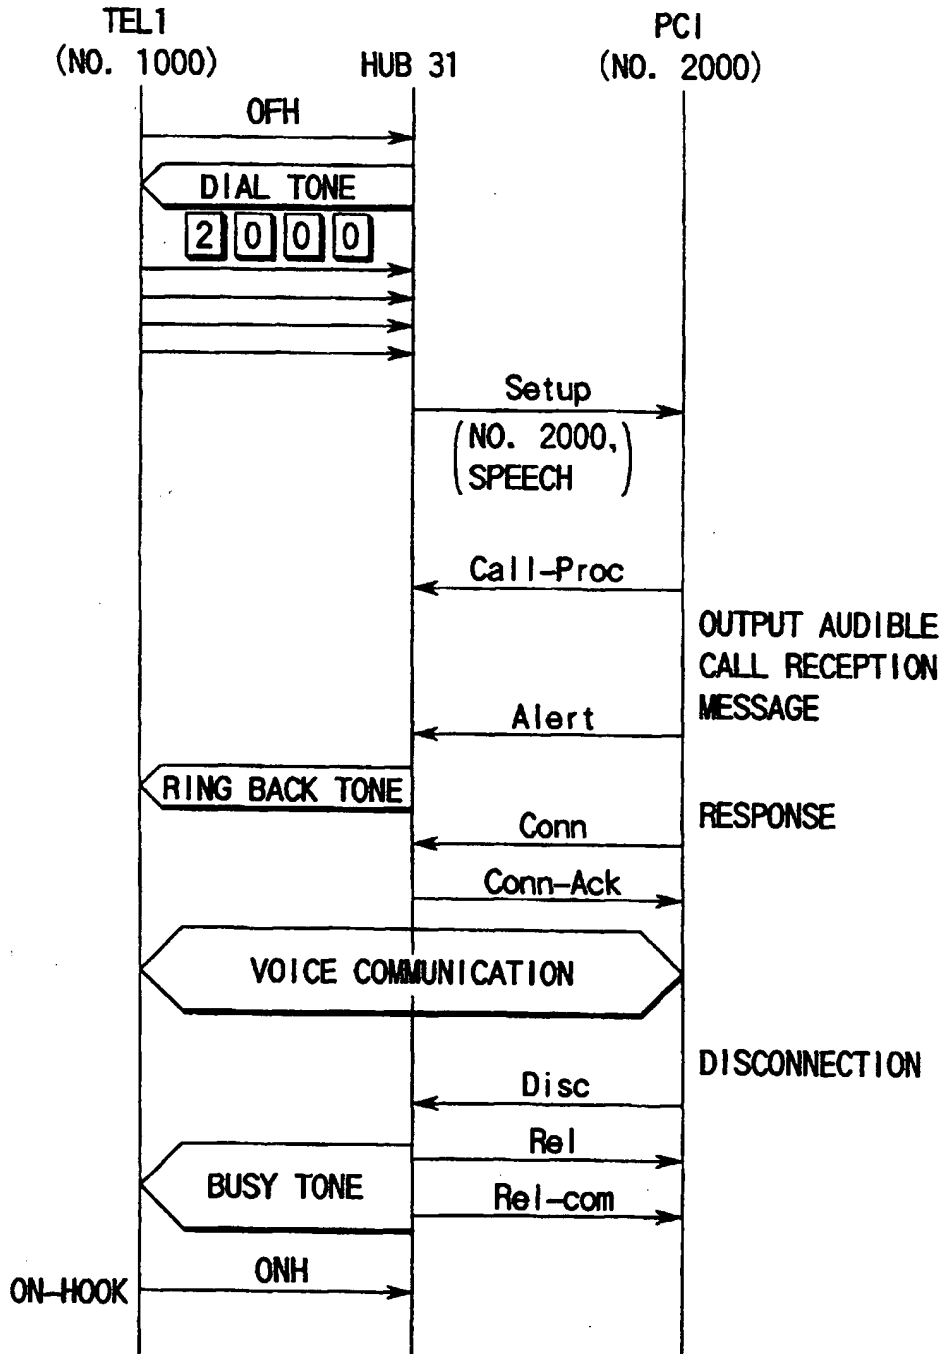 TEL1
(NO. 1000)
HUB 31
PC1
(NO. 2000)
OFH
DIAL TONE
2 0 0 0
Setup
(NO. 2000,
SPEECH)
Call-Proc
OUTPUT AUDIBLE
CALL RECEPTION
MESSAGE
Alert
RING BACK TONE
RESPONSE
Conn
Conn-Ack
VOICE COMMUNICATION
DISCONNECTION
Disc
Rel
BUSY TONE
Rel-com
ONH
ON-HOOK